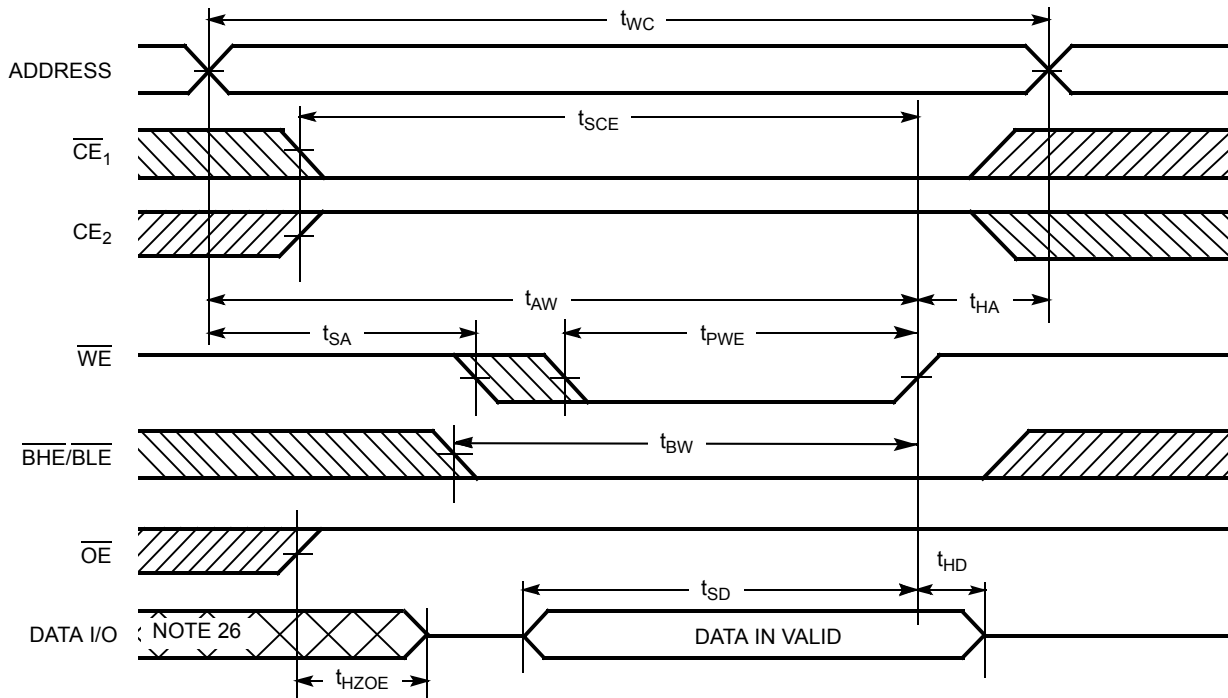 tWC
ADDRESS
tSCE
CE1
CE2
tAW
tHA
tSA
tPWE
WE
tBW
BHE/BLE
OE
tHD
tSD
DATA I/O
NOTE 26
DATA IN VALID
tHZOE